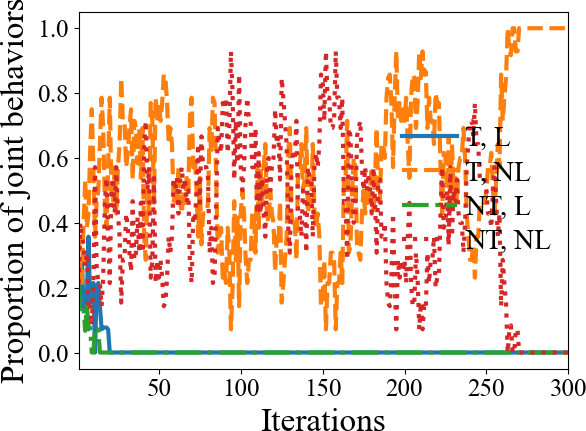 Proportion of joint behaviors
1.0
0.8
0.6
0.4
0.2
0.0
T, L
T, NL
NT, L
NT, NL
50
100
150
200
250
300
Iterations